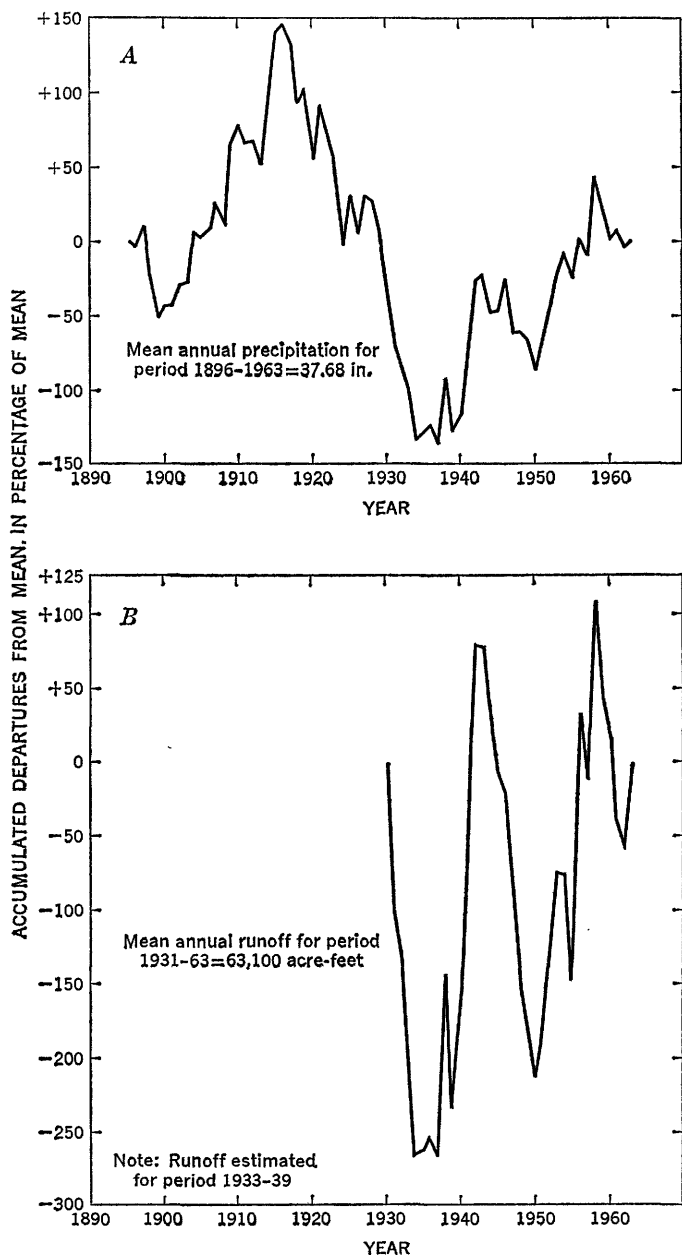 ACCUMULATED DEPARTURES FROM MEAN, IN PERCENTAGE OF MEAN
+150
+100
+50
0
-50
-100
-150
A
Mean annual precipitation for
period 1896-1963=37.68 in.
1890 1900 1910 1920 1930 1940 1950 1960
YEAR
+125
+100
+50
0
-50
-100
-150
-200
-250
-300
B
Mean annual runoff for period
1931-63=63,100 acre-feet
Note: Runoff estimated
for period 1933-39
1890 1900 1910 1920 1930 1940 1950 1960
YEAR